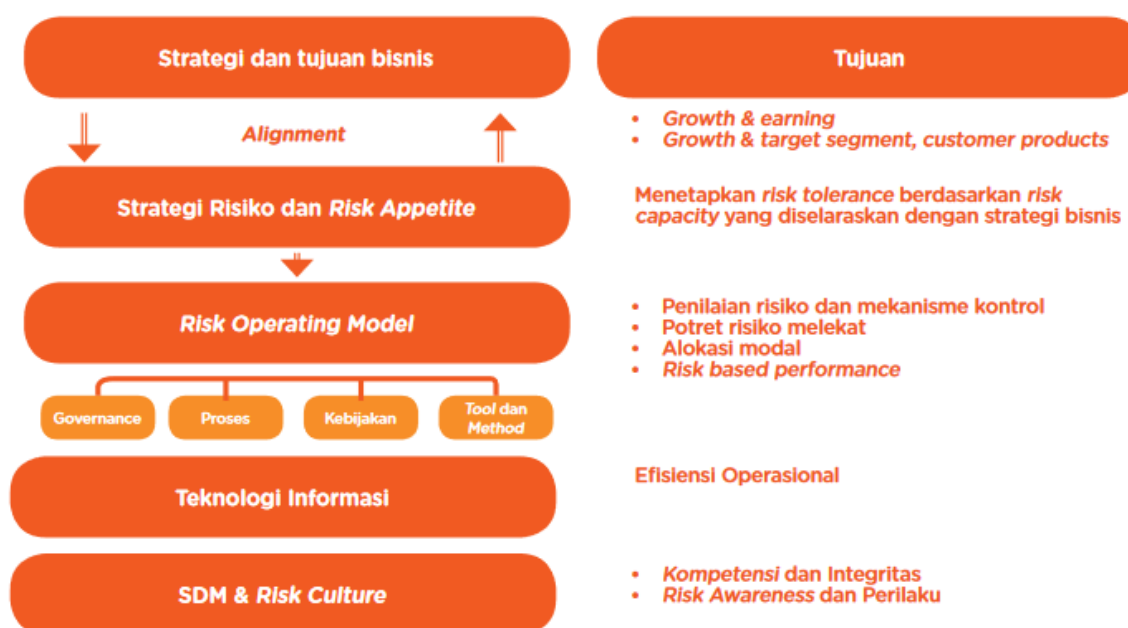 Strategi dan tujuan bisnis
Tujuan
Alignment
• Growth & earning
• Growth & target segment, customer products
Strategi Risiko dan Risk Appetite
Menetapkan risk tolerance berdasarkan risk
capacity yang diselaraskan dengan strategi bisnis
Risk Operating Model
• Penilaian risiko dan mekanisme kontrol
• Potret risiko melekat
• Alokasi modal
• Risk based performance
Governance
Proses
Kebijakan
Tool dan
Method
Teknologi Informasi
Efisiensi Operasional
SDM & Risk Culture
• Kompetensi dan Integritas
• Risk Awareness dan Perilaku